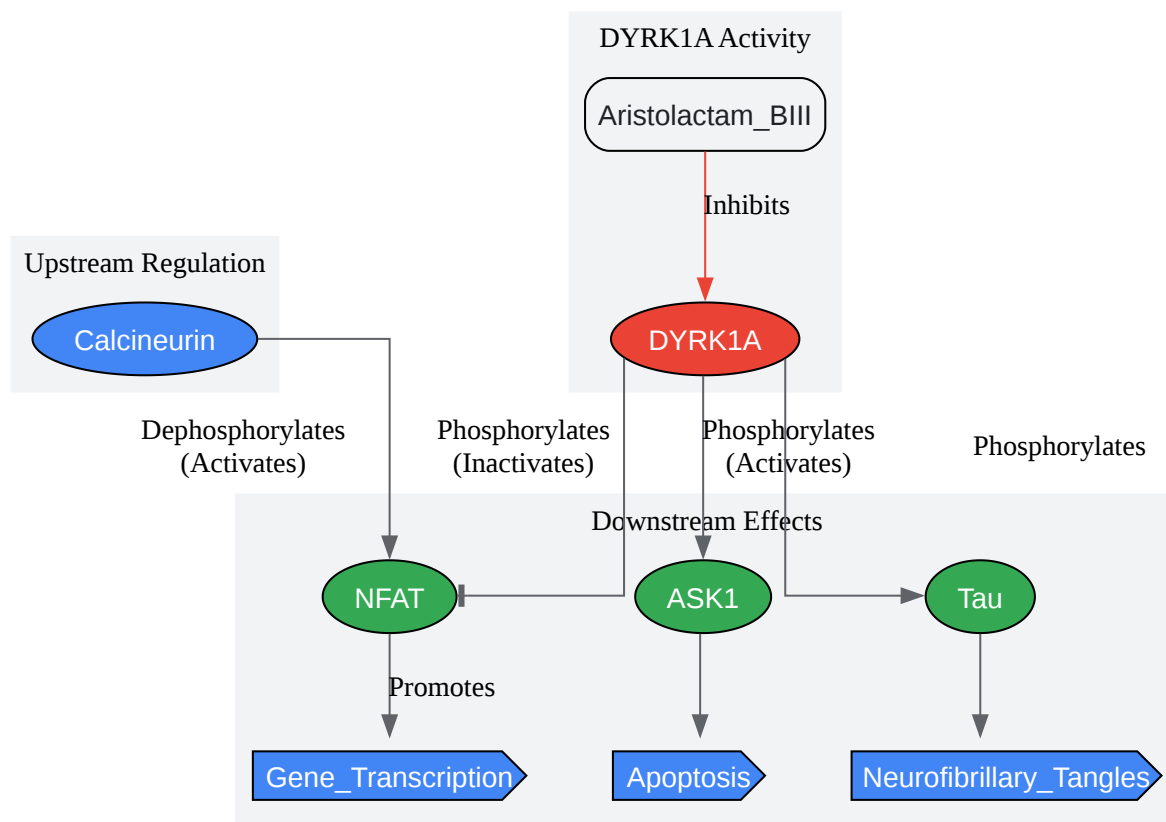 DYRK1A Activity
Aristolactam_BIII
Inhibits
Upstream Regulation
Calcineurin
DYRK1A
Dephosphorylates
(Activates)
Phosphorylates
(Inactivates)
Phosphorylates
(Activates)
Phosphorylates
Downstream Effects
NFAT
ASK1
Tau
Promotes
Gene_Transcription
Apoptosis
Neurofibrillary_Tangles